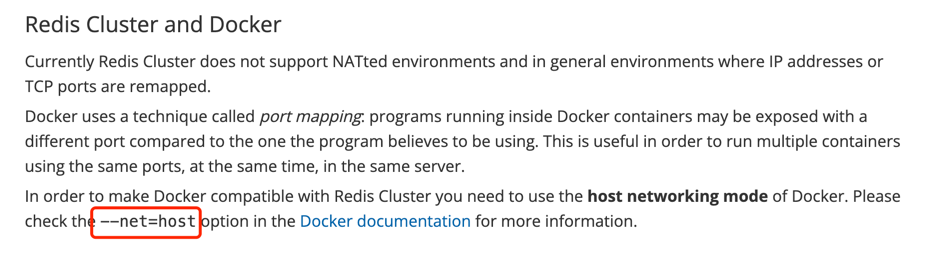 Redis Cluster and Docker
Currently Redis Cluster does not support NATted environments and in general environments where IP addresses or
TCP ports are remapped.
Docker uses a technique called port mapping: programs running inside Docker containers may be exposed with a
different port compared to the one the program believes to be using. This is useful in order to run multiple containers
using the same ports, at the same time, in the same server.
In order to make Docker compatible with Redis Cluster you need to use the host networking mode of Docker. Please
check the --net=host option in the Docker documentation for more information.